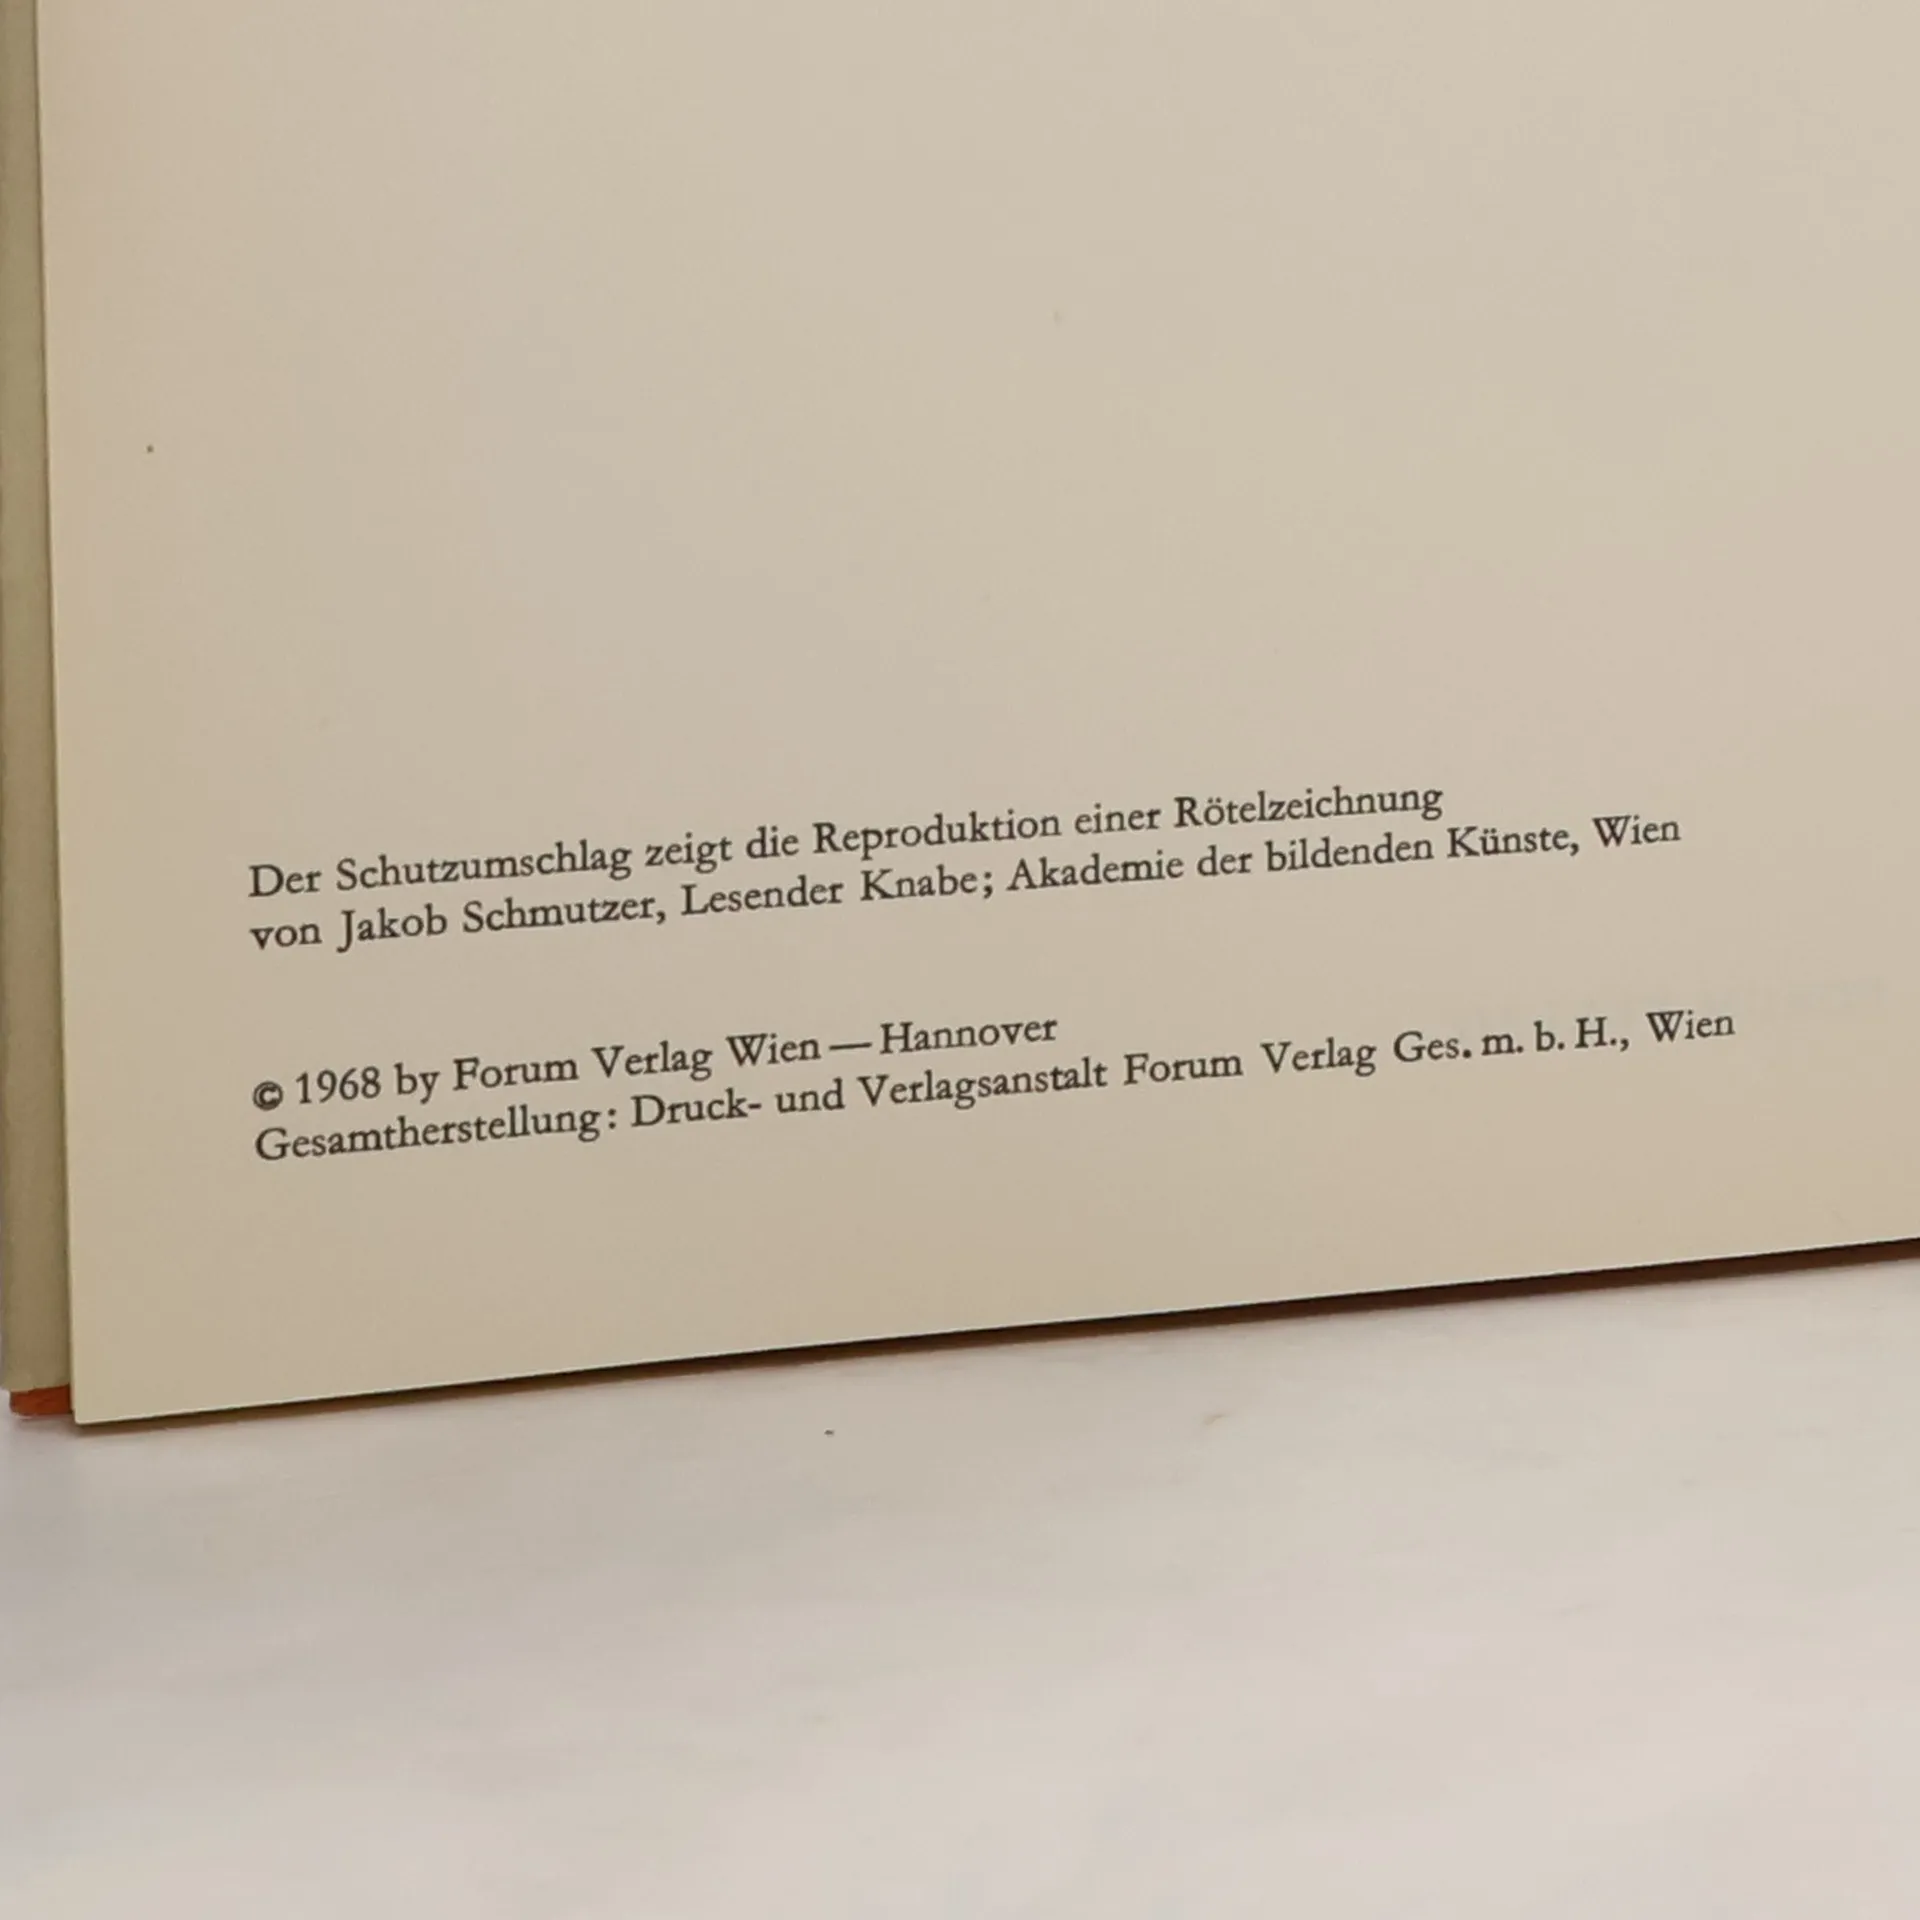 Der Schutzumschlag zeigt die Reproduktion einer Rötelzeichnung
von Jakob Schmutzer, Lesender Knabe; Akademie der bildenden Künste, Wien
© 1968 by Forum Verlag Wien — Hannover
Gesamtherstellung: Druck- und Verlagsanstalt Forum Verlag Ges. m. b. H., Wien